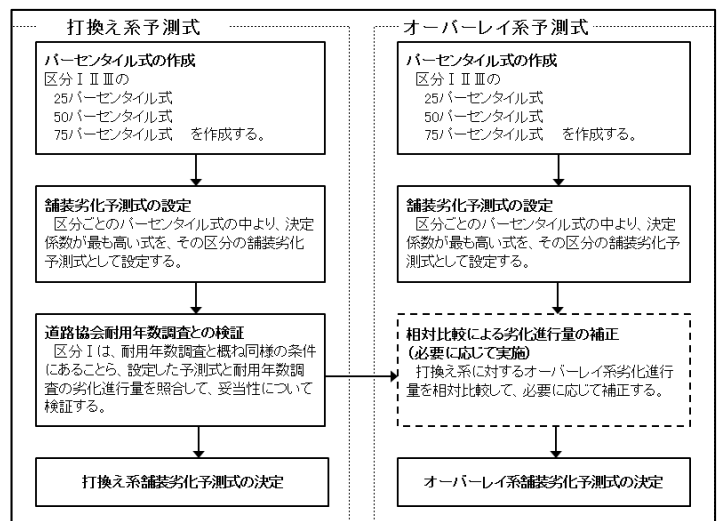 打換え系予測式
パーセンタイル式の作成
区分ⅠⅡⅢの
25パーセンタイル式
50パーセンタイル式
75パーセンタイル式　を作成する。
舗装劣化予測式の設定
区分ごとのパーセンタイル式の中より、決定
係数が最も高い式を、その区分の舗装劣化
予測式として設定する。
道路協会耐用年数調査との検証
区分Ⅰは、耐用年数調査と概ね同様の条件
にあることら、設定した予測式と耐用年数調
査の劣化進行量を照合して、妥当性について
検証する。
打換え系舗装劣化予測式の決定
オーバーレイ系予測式
パーセンタイル式の作成
区分ⅠⅡⅢの
25パーセンタイル式
50パーセンタイル式
75パーセンタイル式　を作成する。
舗装劣化予測式の設定
区分ごとのパーセンタイル式の中より、決定
係数が最も高い式を、その区分の舗装劣化予
測式として設定する。
相対比較による劣化進行量の補正
(必要に応じて実施)
打換え系に対するオーバーレイ系劣化進行
量を相対比較して、必要に応じて補正する。
オーバーレイ系舗装劣化予測式の決定